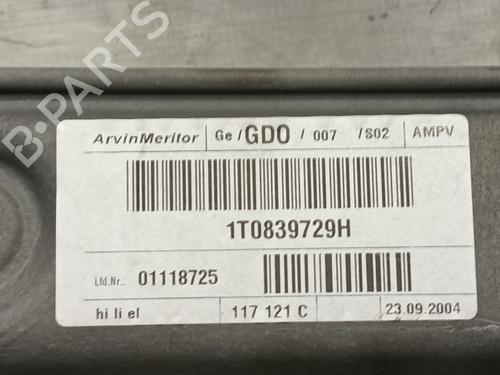 B-PARTS
ArvinMeritor Ge/GDO/007/S02 AMPV
1T0839729H
Lfd.Nr.: 01118725
hi li el 117 121 C 23.09.2004